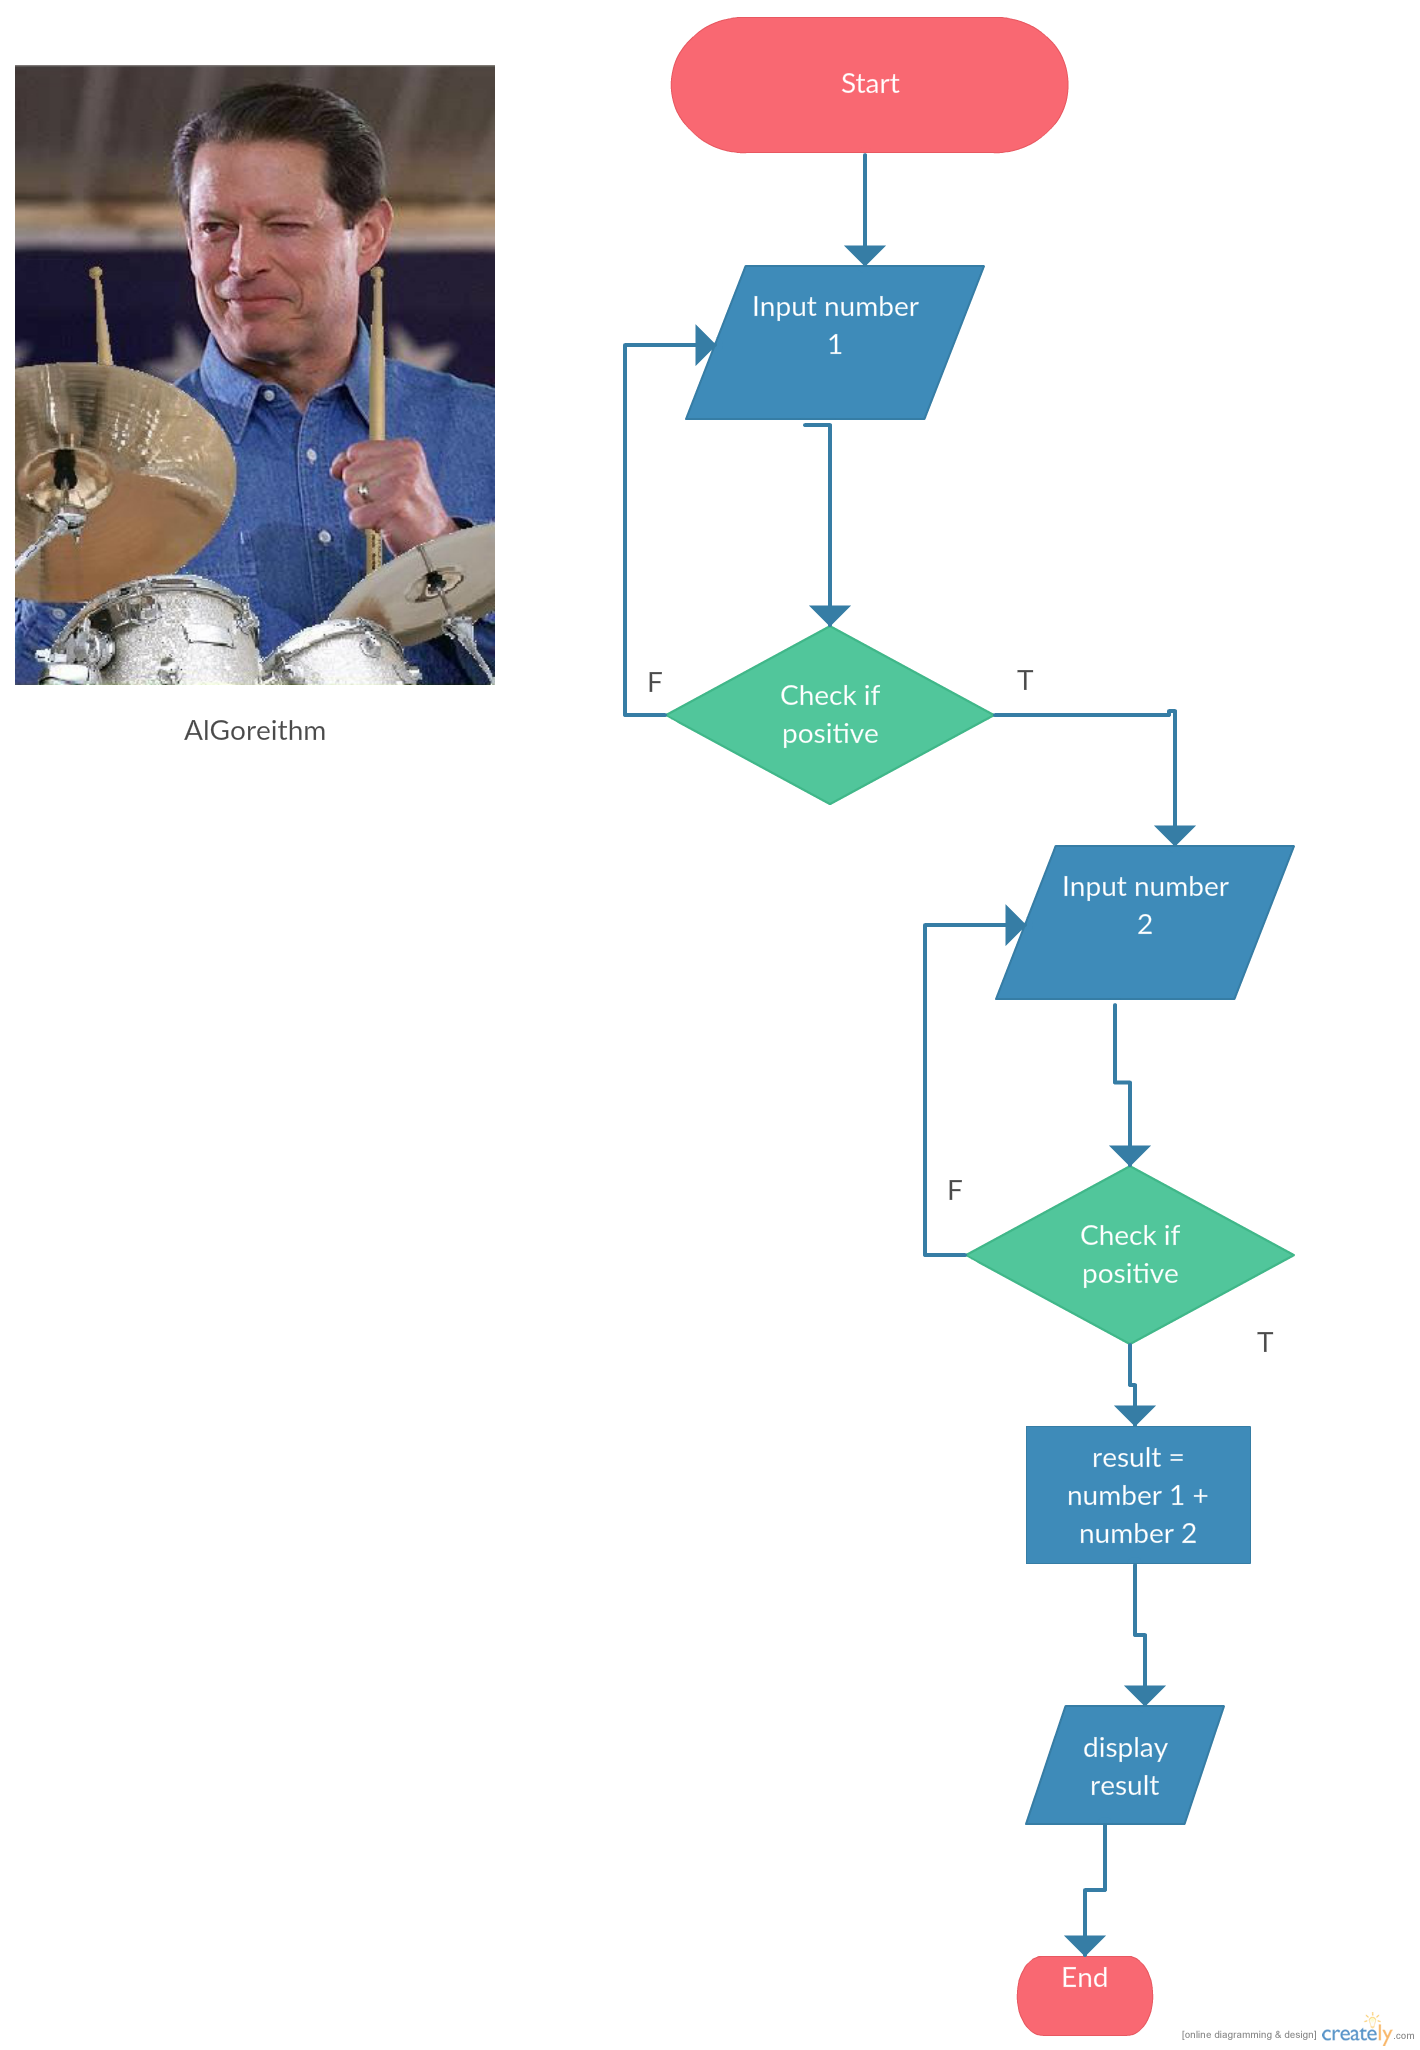 Start
Input number
1
F
Check if
positive
T
AlGoreithm
Input number
2
F
Check if
positive
T
result =
number 1 +
number 2
display
result
End
[online diagramming & design] creately.com